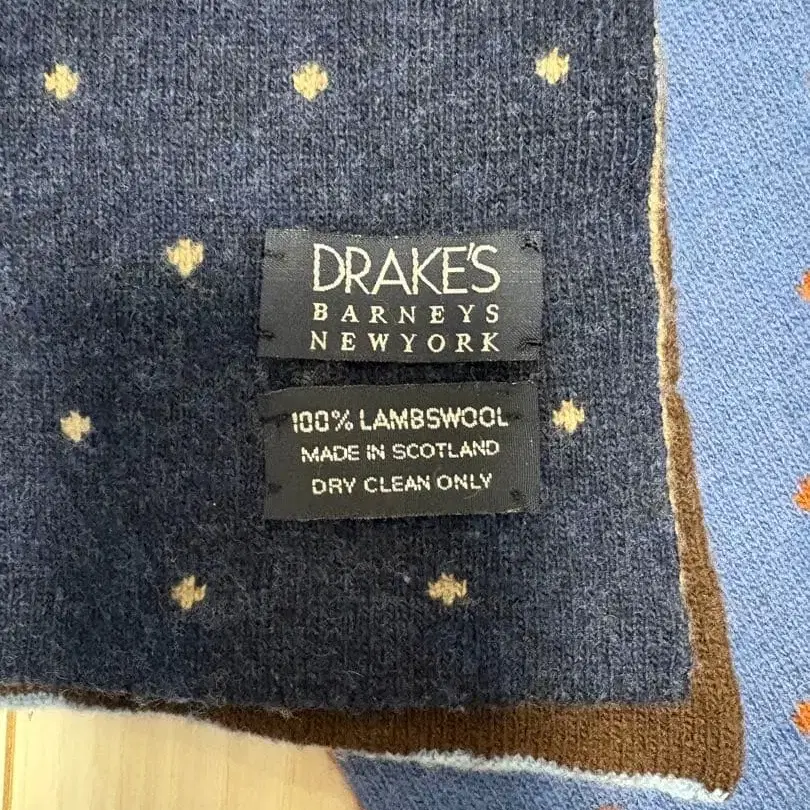 DRAKE'S
BARNEYS
NEWYORK
100% LAMBSWOOL
MADE IN SCOTLAND
DRY CLEAN ONLY